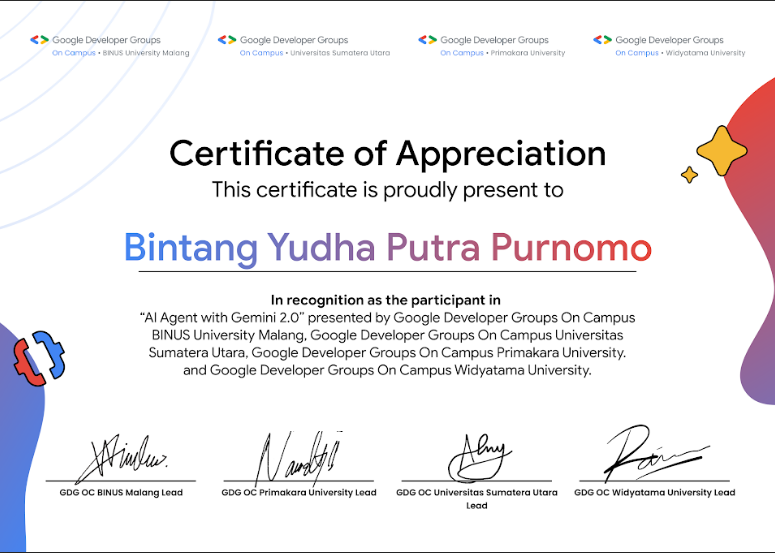 Google Developer Groups
On Campus • BINUS University Malang
Google Developer Groups
On Campus • Universitas Sumatera Utara
Google Developer Groups
On Campus • Primakara University
Google Developer Groups
On Campus • Widyatama University
Certificate of Appreciation
This certificate is proudly present to
Bintang Yudha Putra Purnomo
In recognition as the participant in
“AI Agent with Gemini 2.0” presented by Google Developer Groups On Campus
BINUS University Malang, Google Developer Groups On Campus Universitas
Sumatera Utara, Google Developer Groups On Campus Primakara University.
and Google Developer Groups On Campus Widyatama University.
GDG OC BINUS Malang Lead
GDG OC Primakara University Lead
GDG OC Universitas Sumatera Utara
Lead
GDG OC Widyatama University Lead